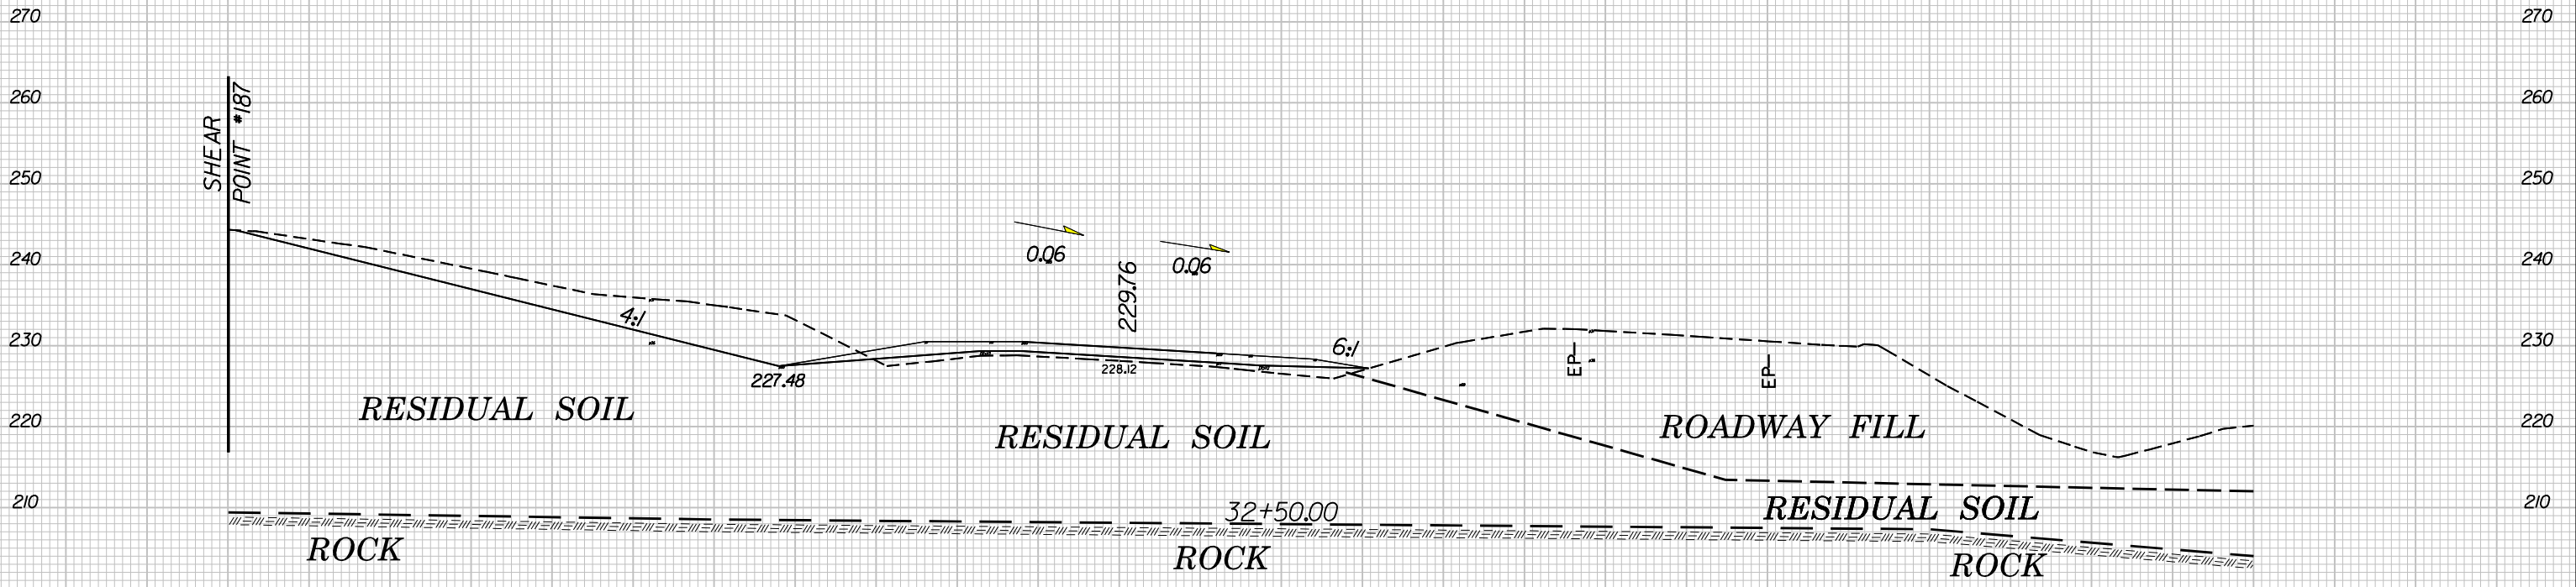 270 270
260 260
SHEAR
POINT #187
250 250
240 240
0.06 0.06
229.76
4:1
230 230
6:1
EP
EP
228.12
227.48
RESIDUAL SOIL
220 220
ROADWAY FILL
RESIDUAL SOIL
210 210
32+50.00
RESIDUAL SOIL
ROCK
ROCK
ROCK